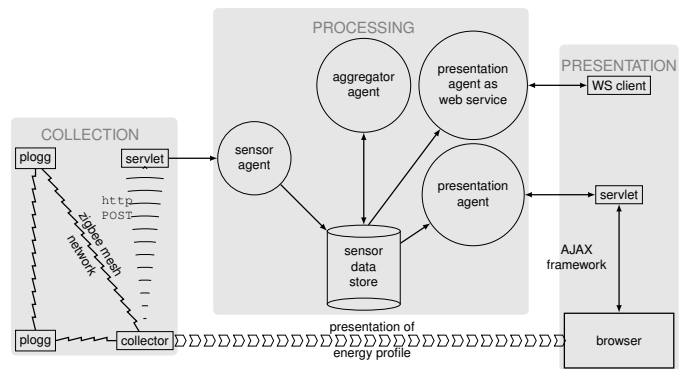 PROCESSING
PRESENTATION
COLLECTION
aggregator
agent
presentation
agent as
web service
WS client
plogg
servlet
sensor
agent
presentation
agent
servlet
http
POST
zigbee mesh
network
sensor
data
store
AJAX
framework
plogg
collector
presentation of
energy profile
browser